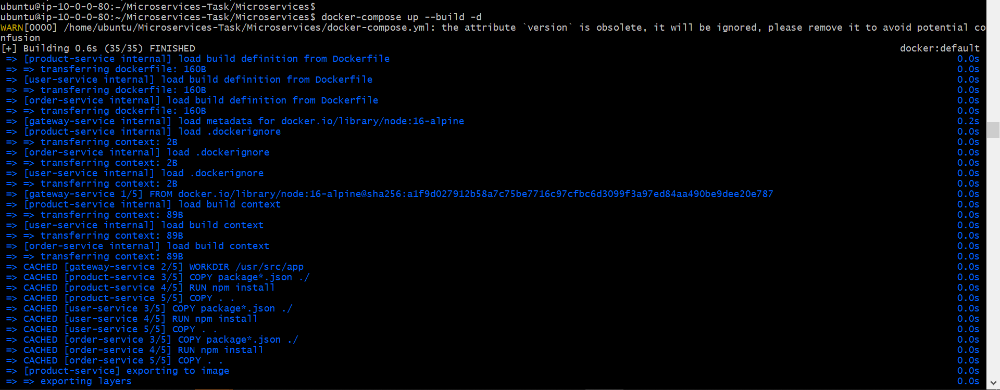 ubuntu@ip-10-0-0-80:~/Microservices-Task/Microservices$
ubuntu@ip-10-0-0-80:~/Microservices-Task/Microservices$ docker-compose up --build -d
WARN[0000] /home/ubuntu/Microservices-Task/Microservices/docker-compose.yml: the attribute `version` is obsolete, it will be ignored, please remove it to avoid potential co
nfusion
[+] Building 0.6s (35/35) FINISHED docker:default
=> [product-service internal] load build definition from Dockerfile 0.0s
=> => transferring dockerfile: 160B 0.0s
=> [user-service internal] load build definition from Dockerfile 0.0s
=> => transferring dockerfile: 160B 0.0s
=> [order-service internal] load build definition from Dockerfile 0.0s
=> => transferring dockerfile: 160B 0.0s
=> [gateway-service internal] load metadata for docker.io/library/node:16-alpine 0.2s
=> [product-service internal] load .dockerignore 0.0s
=> => transferring context: 2B 0.0s
=> [order-service internal] load .dockerignore 0.0s
=> => transferring context: 2B 0.0s
=> [user-service internal] load .dockerignore 0.0s
=> => transferring context: 2B 0.0s
=> [gateway-service 1/5] FROM docker.io/library/node:16-alpine@sha256:a1f9d027912b58a7c75be7716c97cfbc6d3099f3a97ed84aa490be9dee20e787 0.0s
=> [product-service internal] load build context 0.0s
=> => transferring context: 89B 0.0s
=> [user-service internal] load build context 0.0s
=> => transferring context: 89B 0.0s
=> [order-service internal] load build context 0.0s
=> => transferring context: 89B 0.0s
=> CACHED [gateway-service 2/5] WORKDIR /usr/src/app 0.0s
=> CACHED [product-service 3/5] COPY package*.json ./ 0.0s
=> CACHED [product-service 4/5] RUN npm install 0.0s
=> CACHED [product-service 5/5] COPY . . 0.0s
=> CACHED [user-service 3/5] COPY package*.json ./ 0.0s
=> CACHED [user-service 4/5] RUN npm install 0.0s
=> CACHED [user-service 5/5] COPY . . 0.0s
=> CACHED [order-service 3/5] COPY package*.json ./ 0.0s
=> CACHED [order-service 4/5] RUN npm install 0.0s
=> CACHED [order-service 5/5] COPY . . 0.0s
=> [product-service] exporting to image 0.0s
=> => exporting layers 0.0s